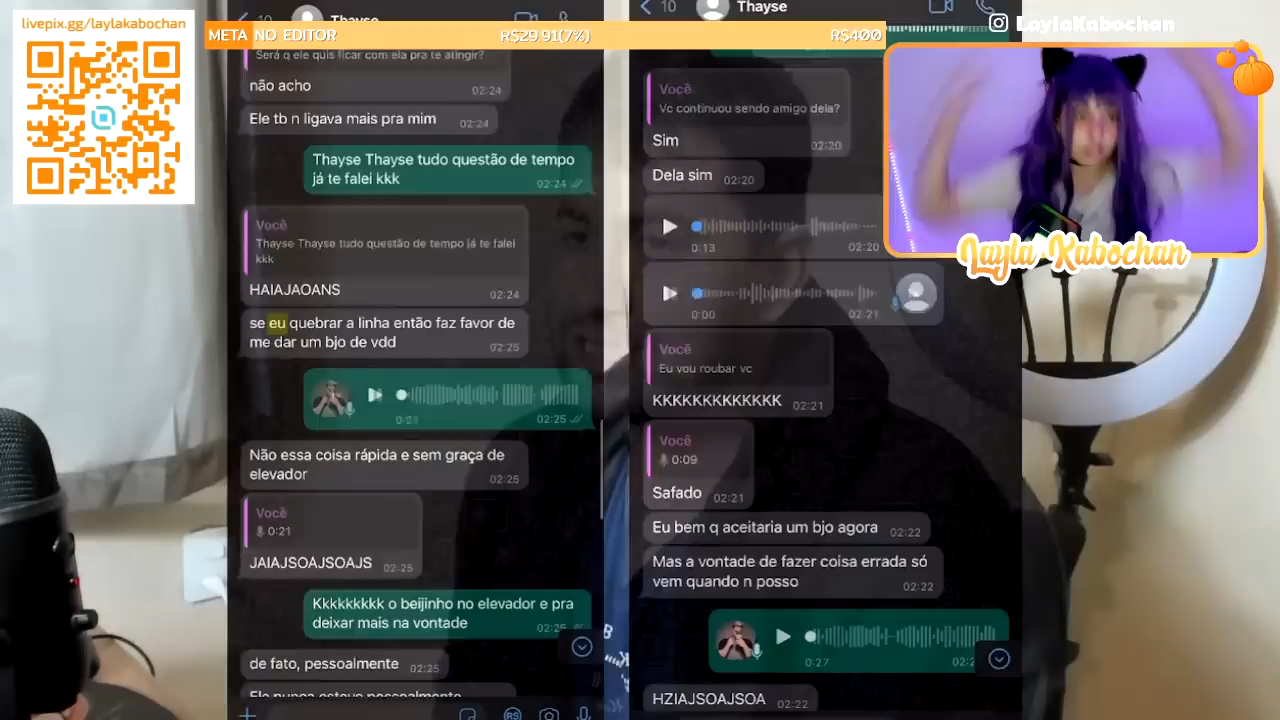 livepix.gg/laylakabochan
META NO EDITOR
R$29.91(7%)
R$400
LaylaKabochan
Layla Kabochan
10
Thayse
Será q ele quis ficar com ela pra te atingir?
não acho
02:24
Ele tb n ligava mais pra mim
02:24
Thayse Thayse tudo questão de tempo
já te falei kkk
02:24
Você
Thayse Thayse tudo questão de tempo já te falei
kkk
HAIAJAOANS
02:24
se eu quebrar a linha então faz favor de
me dar um bjo de vdd
02:25
02:25
Não essa coisa rápida e sem graça de
elevador
02:25
Você
0:21
JAIAJSOAJSOAJS
02:25
Kkkkkkkkk o beijinho no elevador e pra
deixar mais na vontade
02:25
de fato, pessoalmente
02:25
Ele nunca esteve pessoalmente
10
Thayse
Você
Vc continuou sendo amigo dela?
Sim
02:20
Dela sim
02:20
0:13
02:20
0:00
02:21
Você
Eu vou roubar vc
KKKKKKKKKKKKK
02:21
Você
0:09
Safado
02:21
Eu bem q aceitaria um bjo agora
02:22
Mas a vontade de fazer coisa errada só
vem quando n posso
02:22
0:27
HZIAJSOAJSOA
02:22